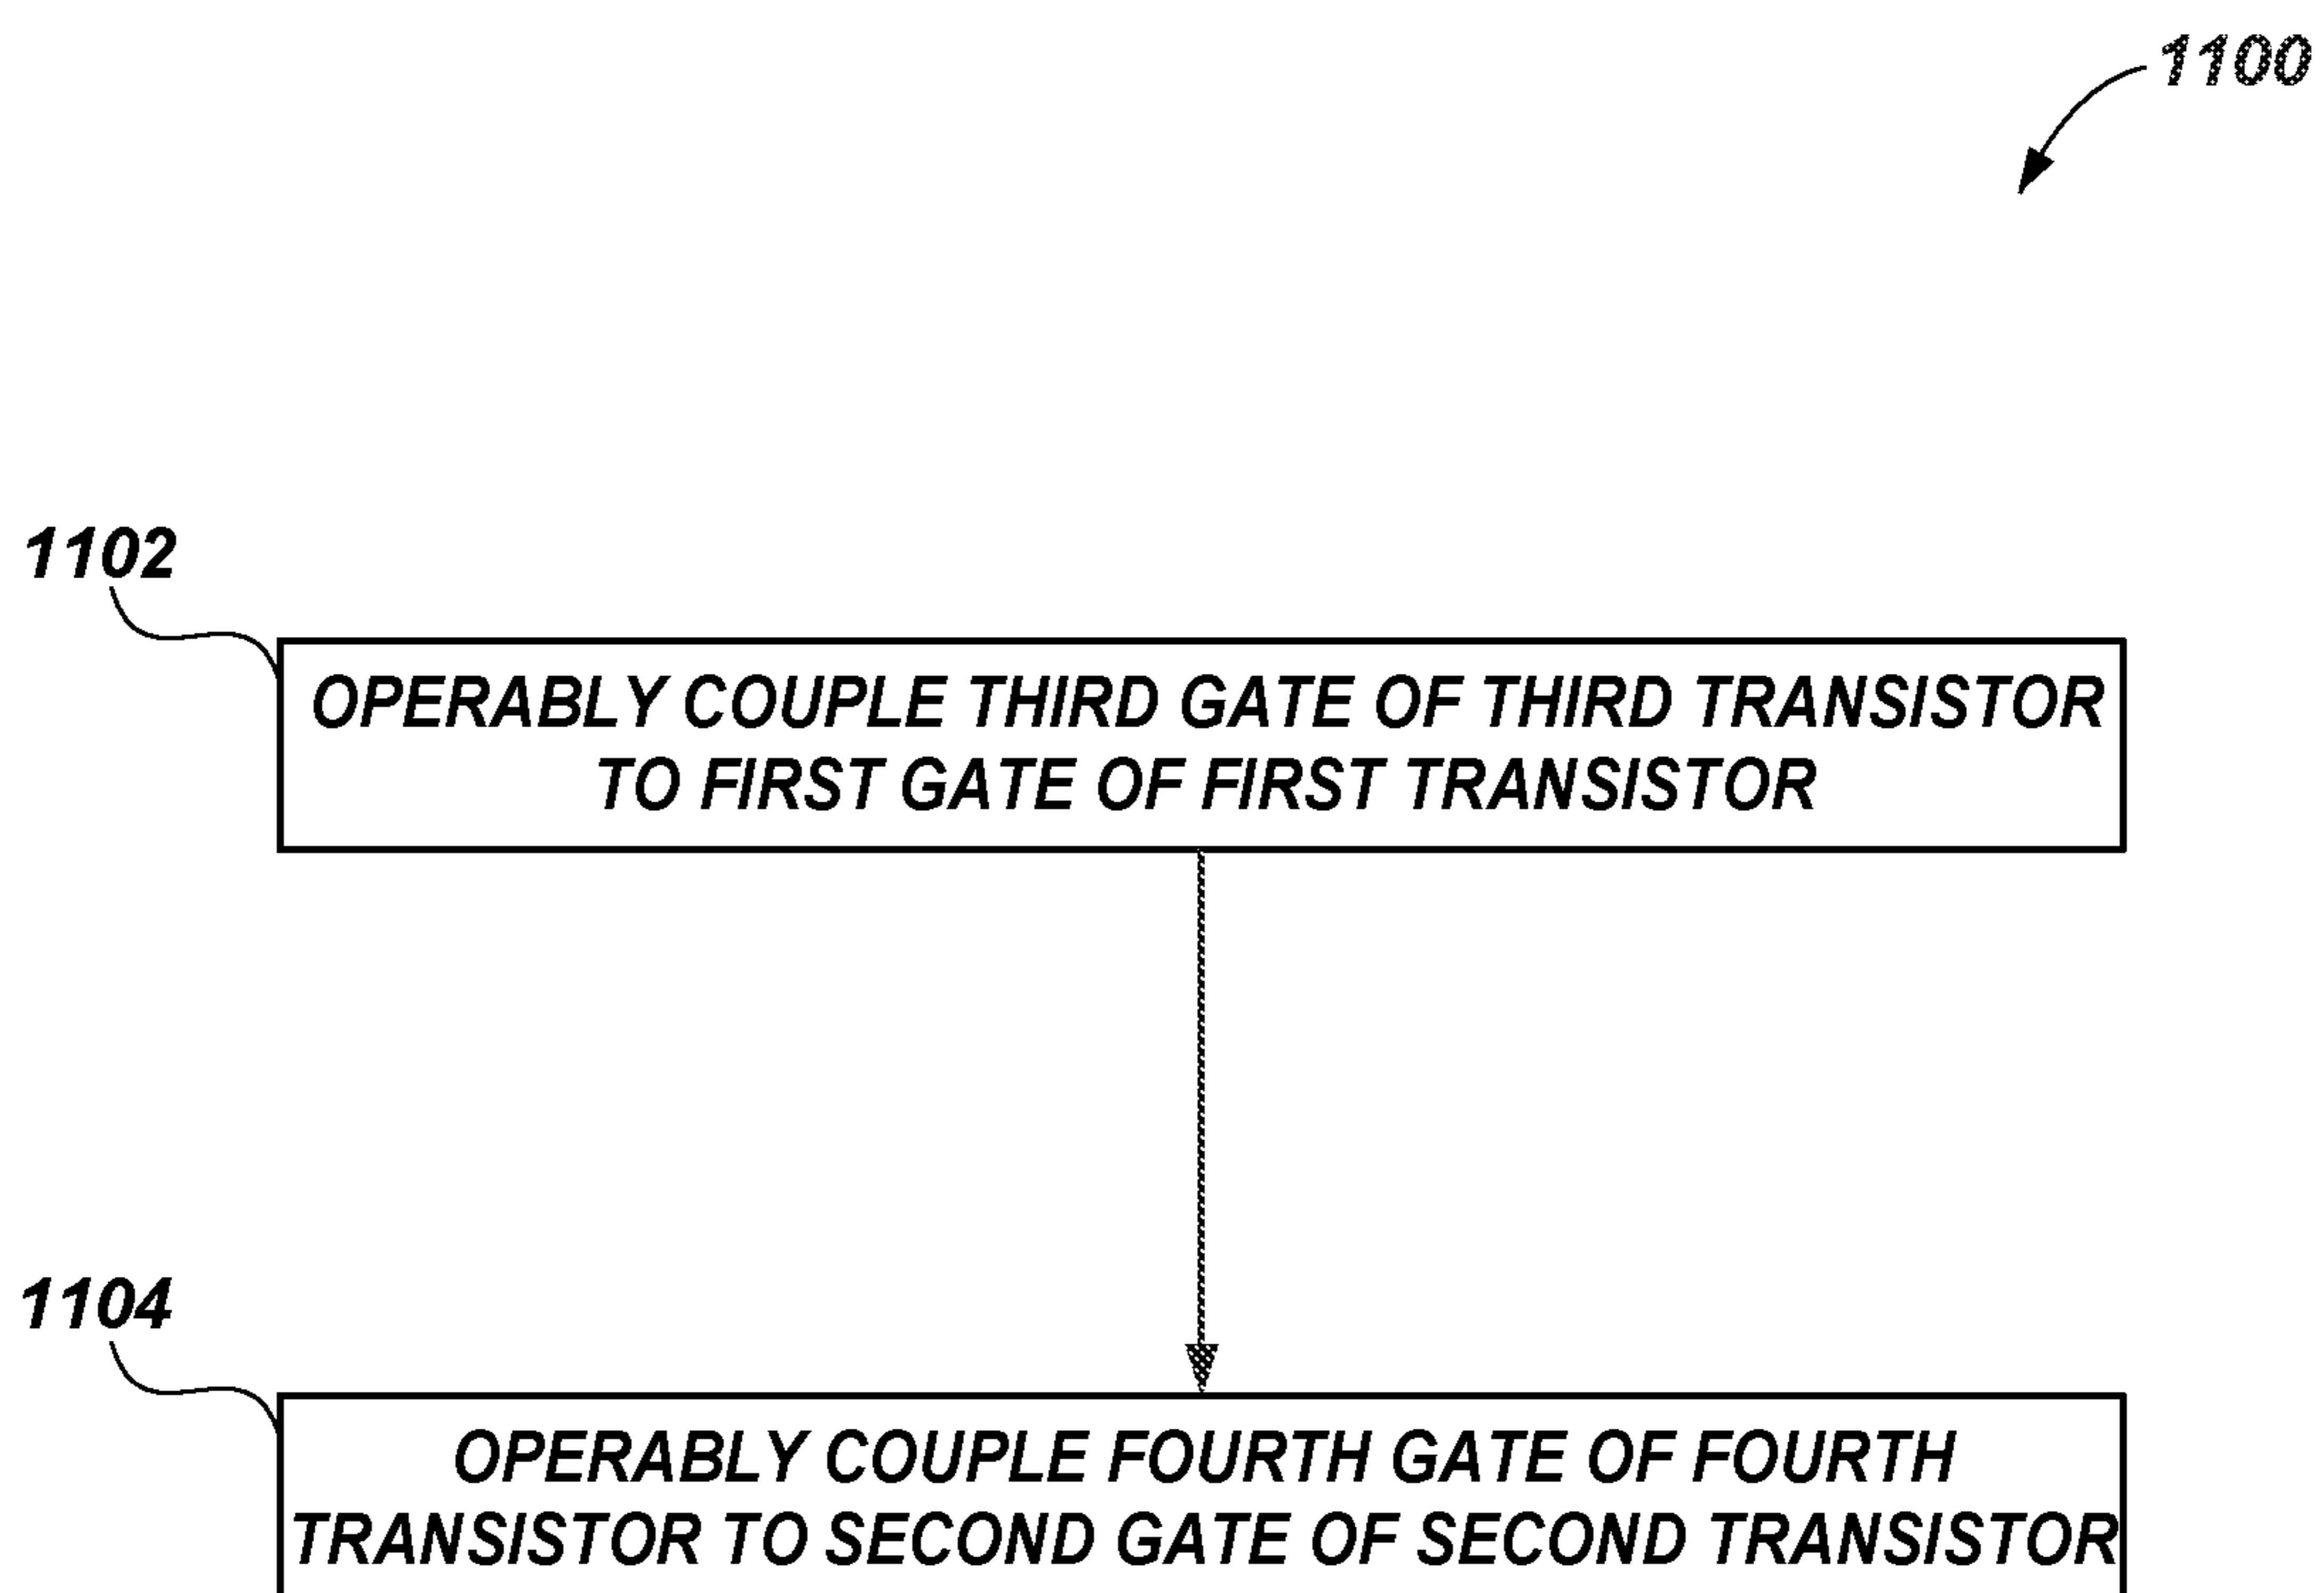 1100
1102
OPERABLY COUPLE THIRD GATE OF THIRD TRANSISTOR
TO FIRST GATE OF FIRST TRANSISTOR
1104
OPERABLY COUPLE FOURTH GATE OF FOURTH
TRANSISTOR TO SECOND GATE OF SECOND TRANSISTOR